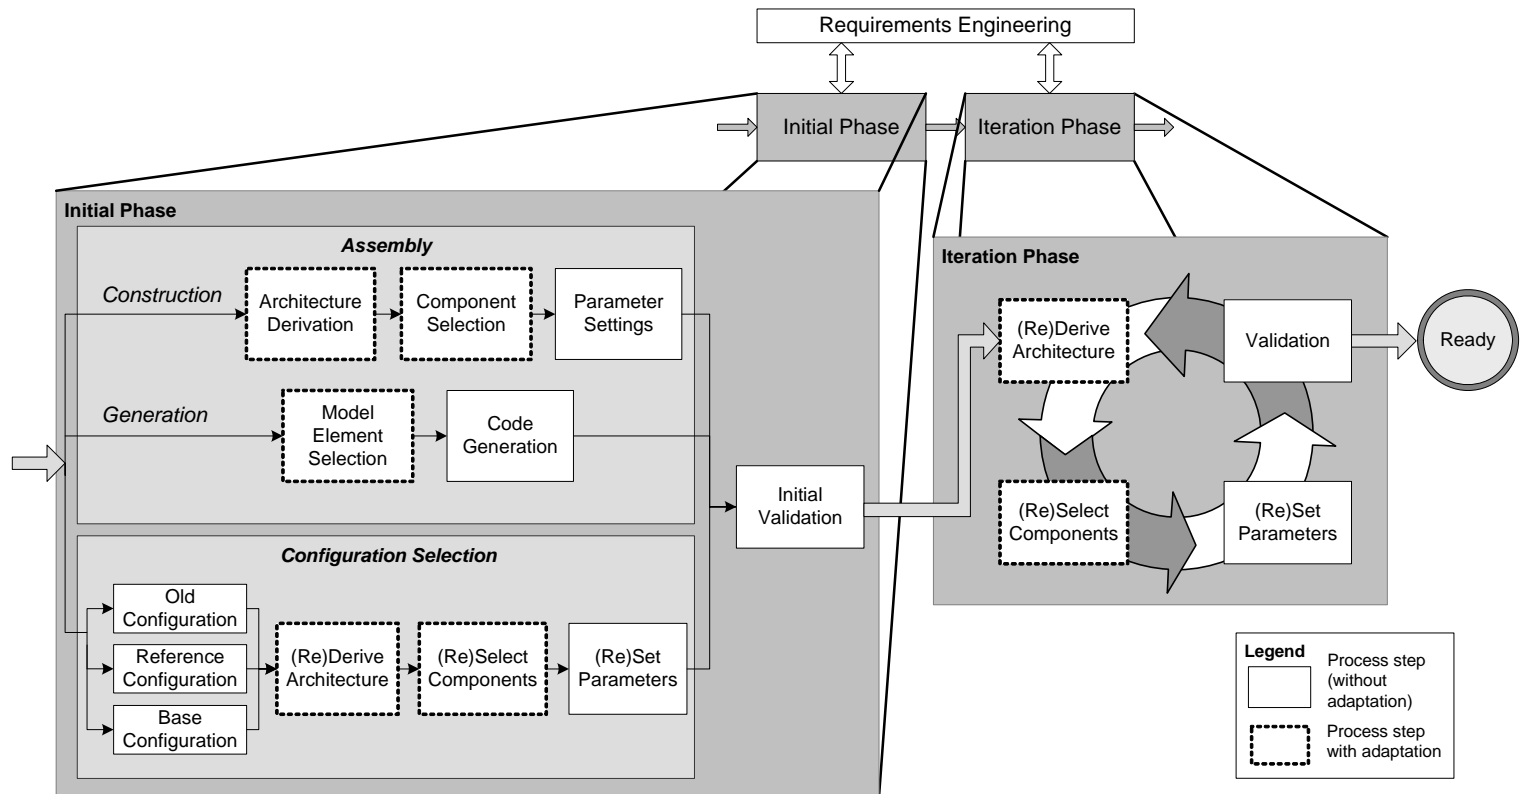 Requirements Engineering
Initial Phase
Iteration Phase
Initial Phase
Assembly
Construction
Architecture
Derivation
Component
Selection
Parameter
Settings
Generation
Model
Element
Selection
Code
Generation
Initial
Validation
Configuration Selection
Old
Configuration
Reference
Configuration
Base
Configuration
(Re)Derive
Architecture
(Re)Select
Components
(Re)Set
Parameters
Iteration Phase
(Re)Derive
Architecture
Validation
(Re)Select
Components
(Re)Set
Parameters
Ready
Legend
Process step
(without
adaptation)
Process step
with adaptation